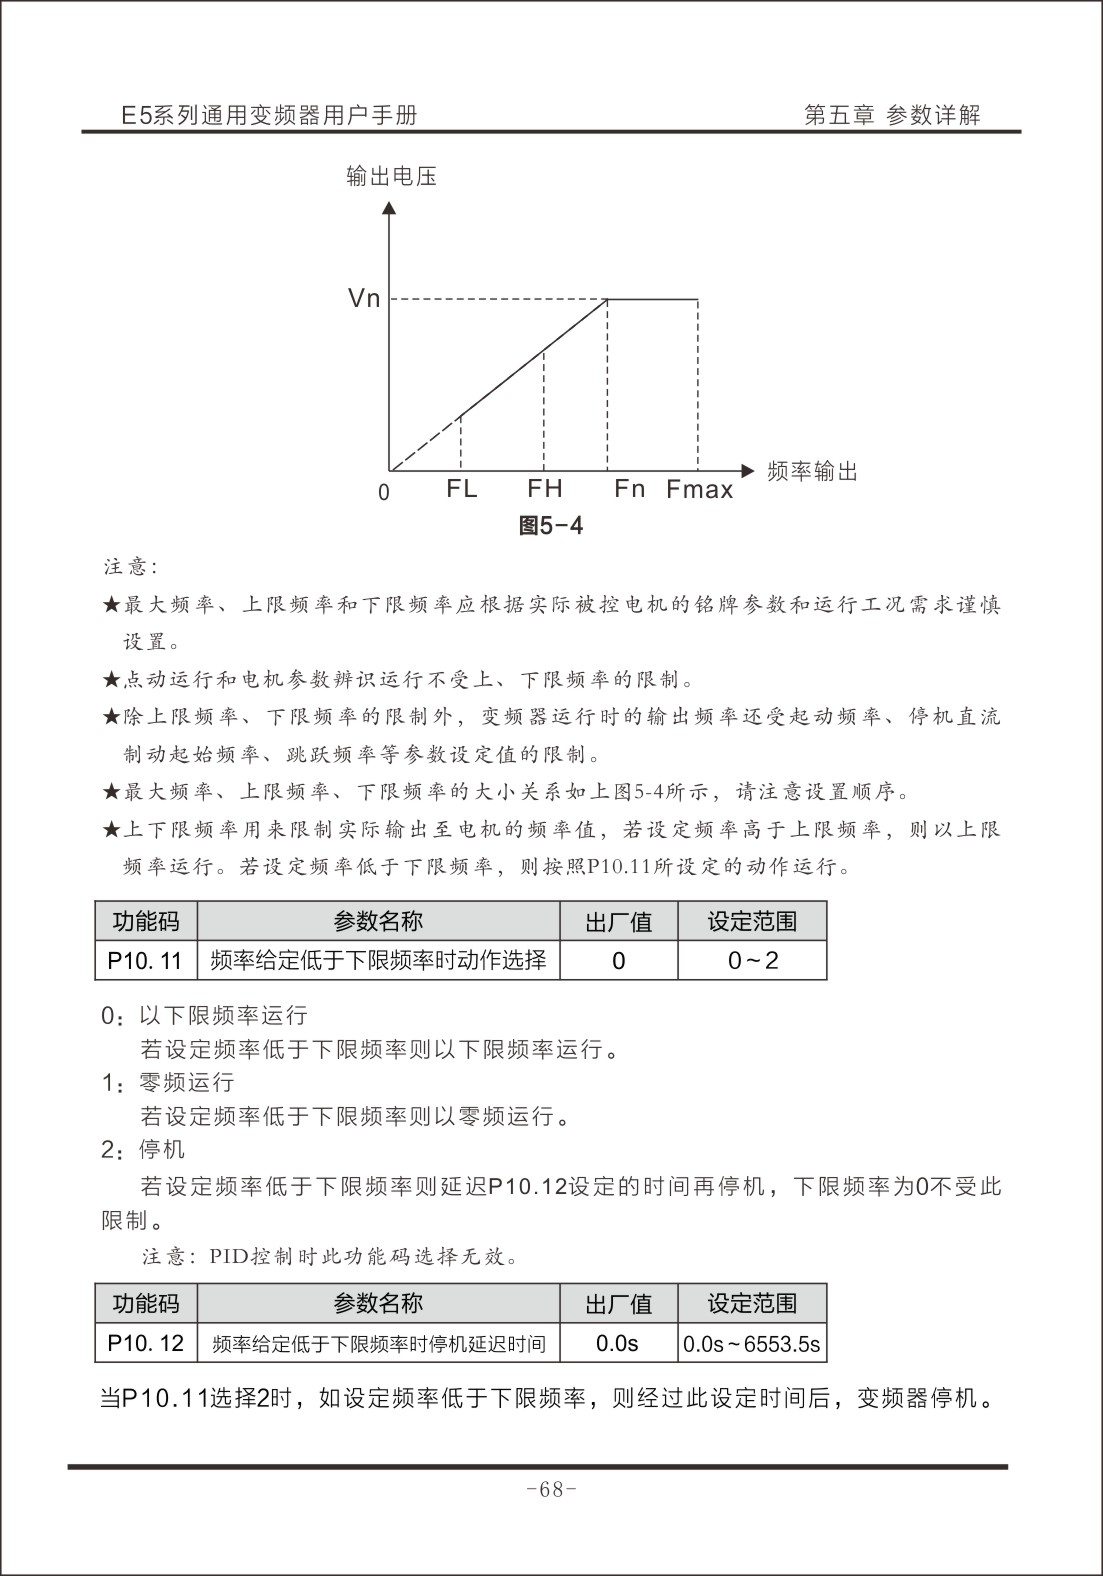 E5系列通用变频器用户手册
第五章 参数详解
输出电压
Vn
频率输出
0 FL FH Fn Fmax
图5-4
注意：
★最大频率、上限频率和下限频率应根据实际被控电机的铭牌参数和运行工况需求谨慎
设置。
★点动运行和电机参数辨识运行不受上、下限频率的限制。
★除上限频率、下限频率的限制外，变频器运行时的输出频率还受起动频率、停机直流
制动起始频率、跳跃频率等参数设定值的限制。
★最大频率、上限频率、下限频率的大小关系如上图5-4所示，请注意设置顺序。
★上下限频率用来限制实际输出至电机的频率值，若设定频率高于上限频率，则以上限
频率运行。若设定频率低于下限频率，则按照P10.11所设定的动作运行。
功能码 参数名称 出厂值 设定范围
P10. 11 频率给定低于下限频率时动作选择 0 0~2
0：以下限频率运行
若设定频率低于下限频率则以下限频率运行。
1：零频运行
若设定频率低于下限频率则以零频运行。
2：停机
若设定频率低于下限频率则延迟P10.12设定的时间再停机，下限频率为0不受此
限制。
注意：PID控制时此功能码选择无效。
功能码 参数名称 出厂值 设定范围
P10. 12 频率给定低于下限频率时停机延迟时间 0.0s 0.0s~6553.5s
当P10.11选择2时，如设定频率低于下限频率，则经过此设定时间后，变频器停机。
-68-